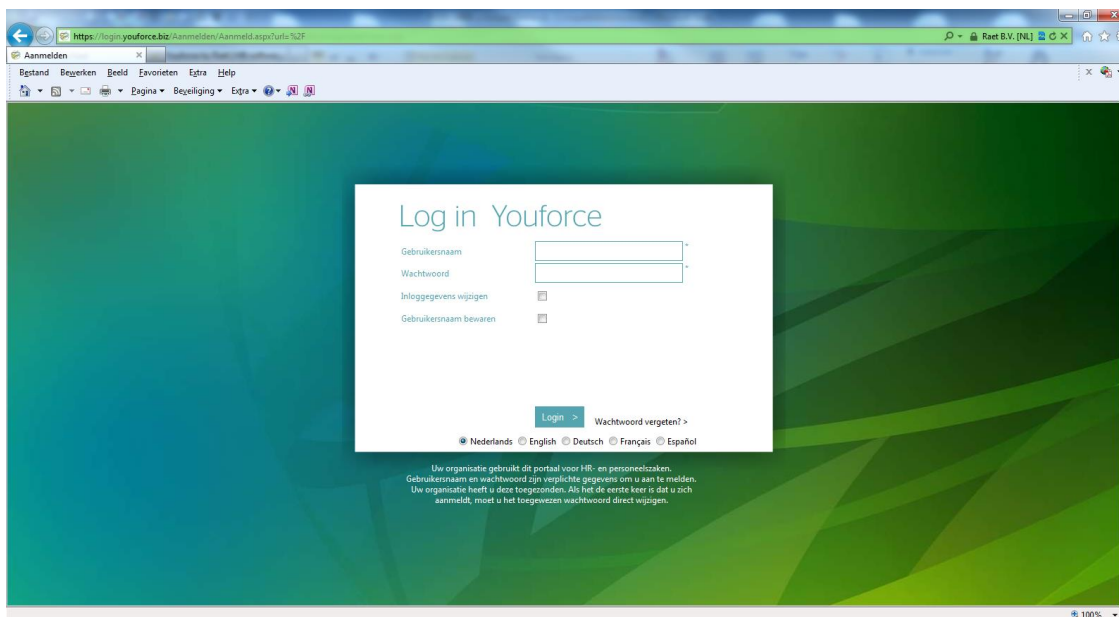 https://login.youforce.biz/Aanmelden/Aanmeld.aspx?url=%2F
Raet B.V. [NL]
Aanmelden
Bestand Bewerken Beeld Favorieten Extra Help
Pagina Beveiliging Extra
Log in Youforce
Gebruikersnaam *
Wachtwoord *
Inloggegevens wijzigen
Gebruikersnaam bewaren
Login >
Wachtwoord vergeten? >
Nederlands English Deutsch Français Español
Uw organisatie gebruikt dit portaal voor HR- en personeelszaken.
Gebruikersnaam en wachtwoord zijn verplichte gegevens om u aan te melden.
Uw organisatie heeft u deze toegezonden. Als het de eerste keer is dat u zich
aanmeldt, moet u het toegewezen wachtwoord direct wijzigen.
100%